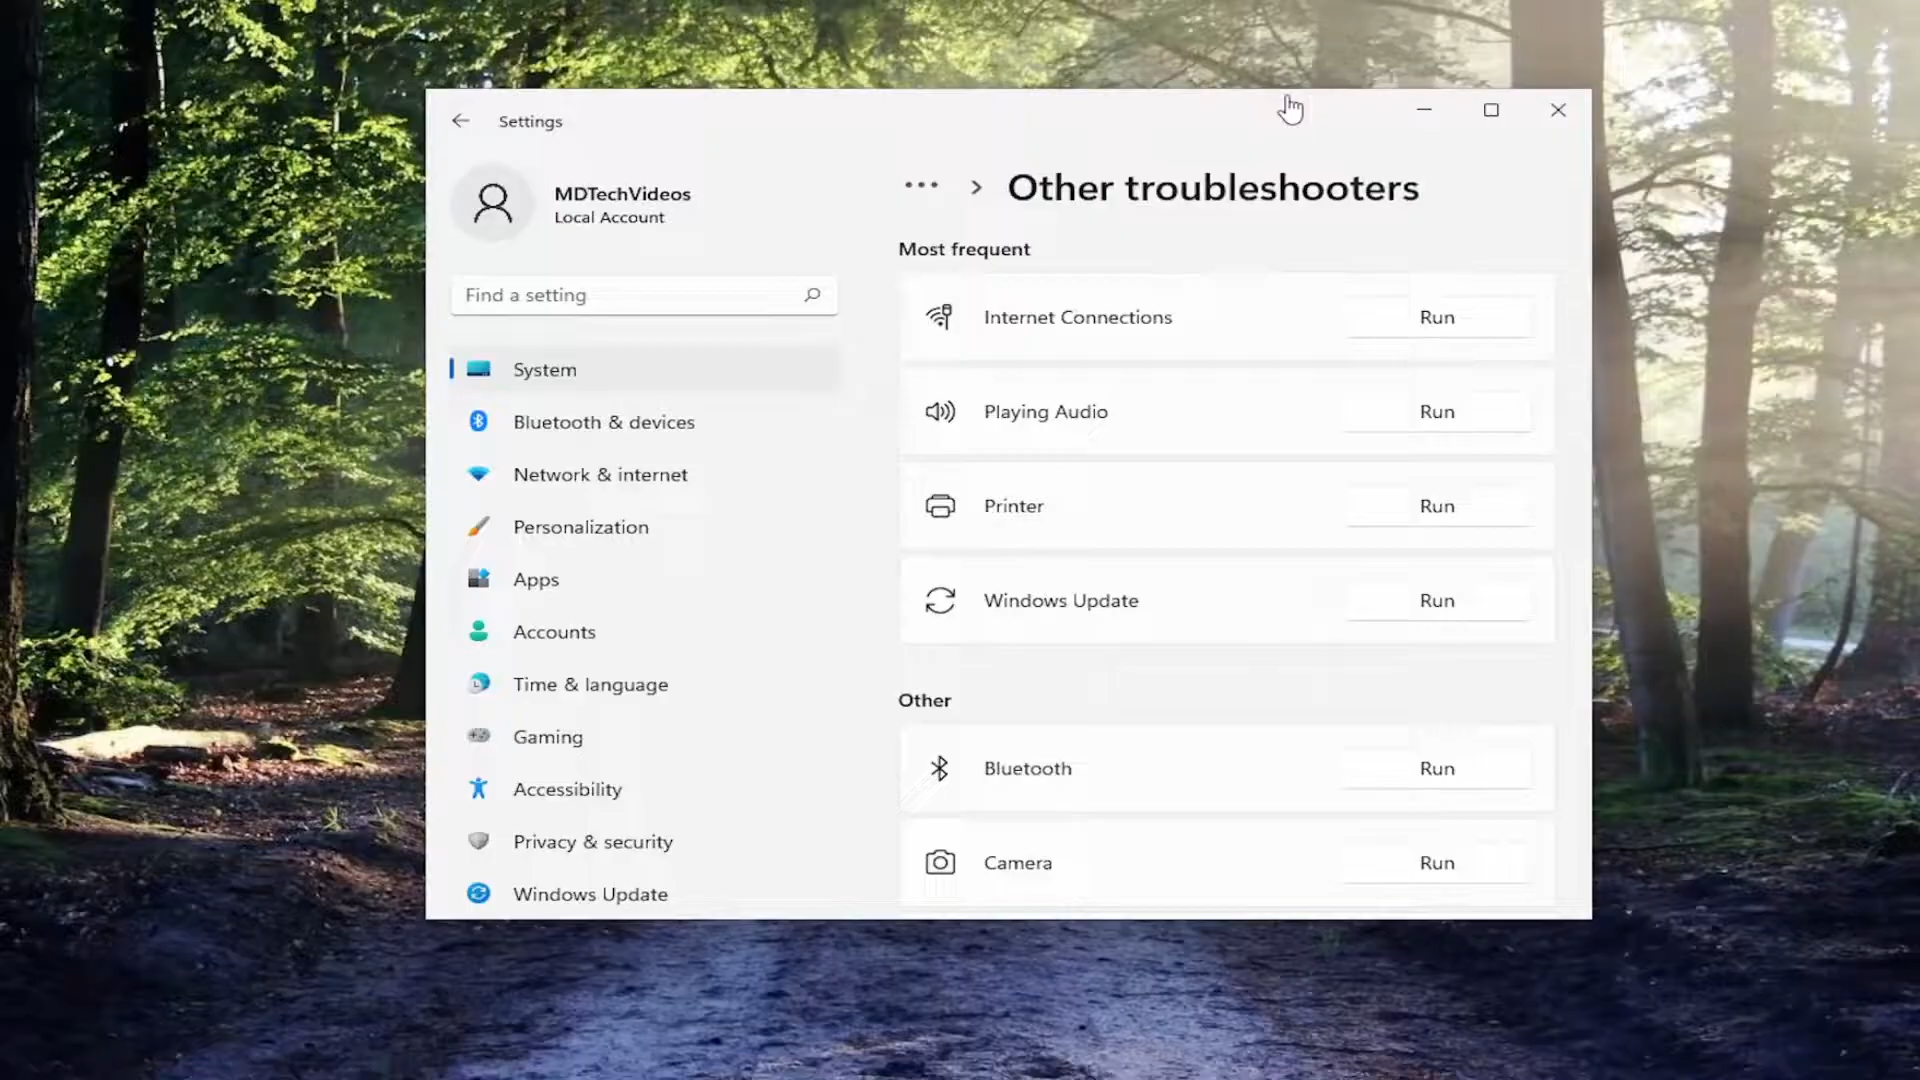 Settings
MDTechVideos
Local Account
Find a setting
System
Bluetooth & devices
Network & internet
Personalization
Apps
Accounts
Time & language
Gaming
Accessibility
Privacy & security
Windows Update
... > Other troubleshooters
Most frequent
Internet Connections Run
Playing Audio Run
Printer Run
Windows Update Run
Other
Bluetooth Run
Camera Run